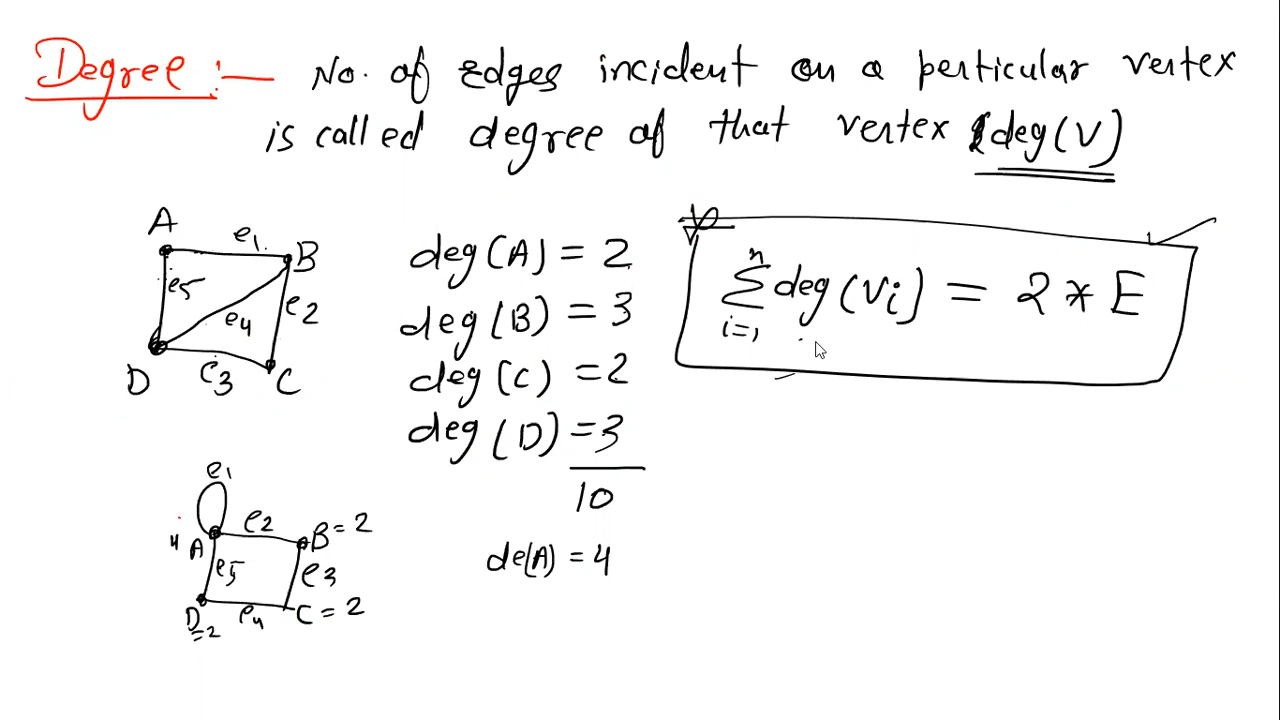 Degree :— No. of edges incident on a perticular vertex
is called degree of that vertex deg(V)
A
e1
B
e5
e4
e2
D
e3
C
deg(A) = 2
deg(B) = 3
deg(C) = 2
deg(D) = 3
10
n
Σ deg(Vi) = 2 * E
i=1
e1
e2
B = 2
4 A
e5
e3
D
=2
e4
C = 2
de(A) = 4